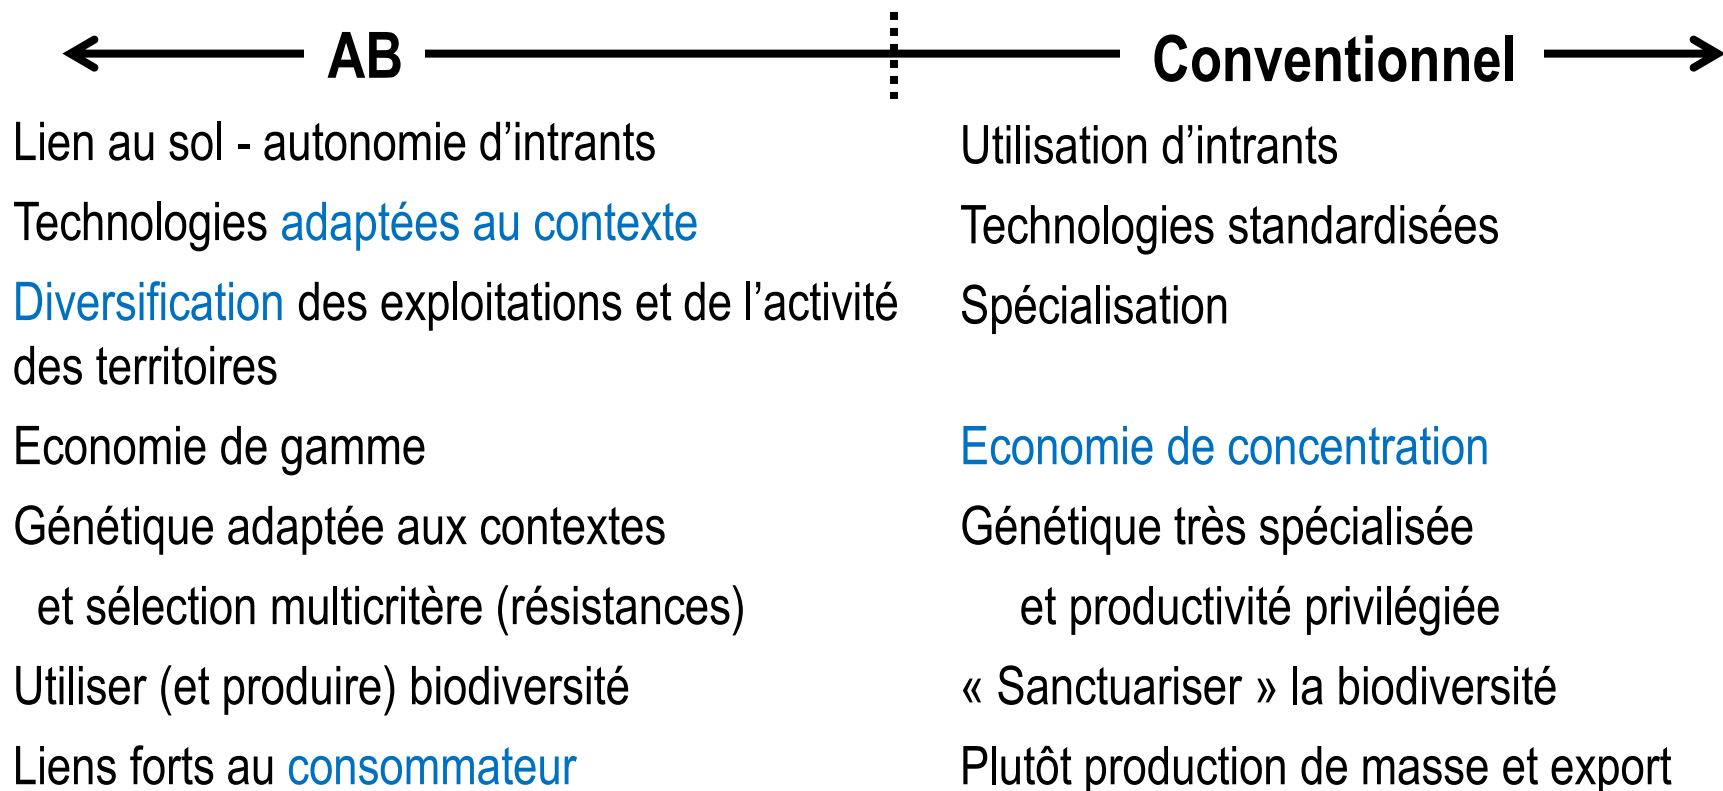 AB
Conventionnel
Lien au sol - autonomie d’intrants
Utilisation d’intrants
Technologies adaptées au contexte
Technologies standardisées
Diversification des exploitations et de l’activité
des territoires
Spécialisation
Economie de gamme
Economie de concentration
Génétique adaptée aux contextes
et sélection multicritère (résistances)
Génétique très spécialisée
et productivité privilégiée
Utiliser (et produire) biodiversité
« Sanctuariser » la biodiversité
Liens forts au consommateur
Plutôt production de masse et export